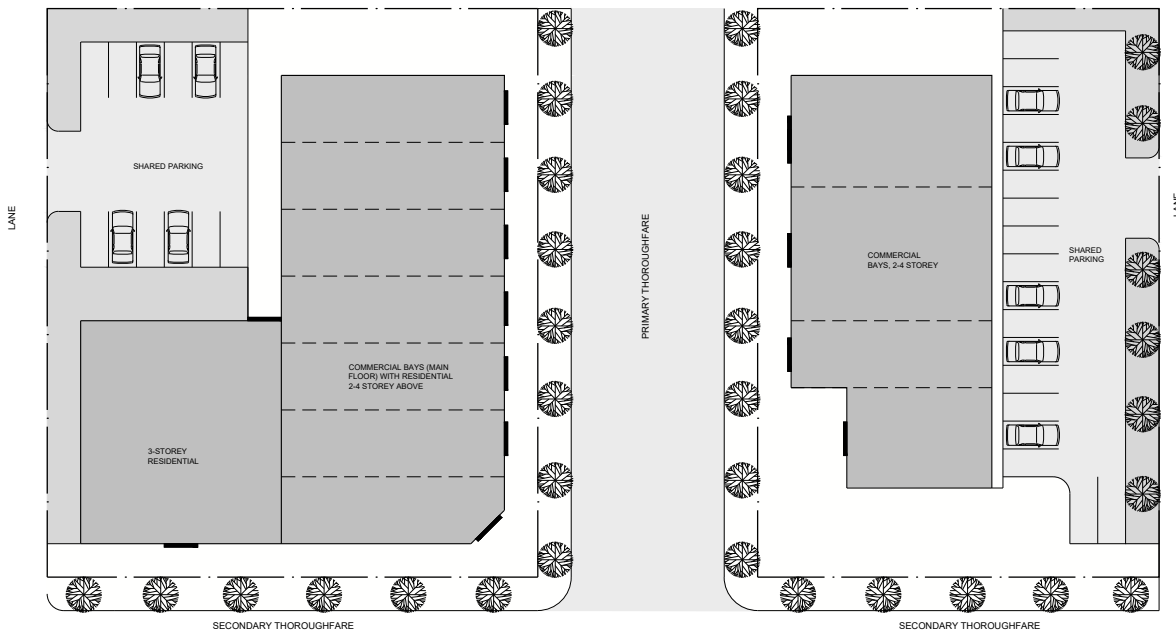 SHARED PARKING
LANE
COMMERCIAL BAYS (MAIN
FLOOR) WITH RESIDENTIAL
2-4 STOREY ABOVE
3-STOREY
RESIDENTIAL
SECONDARY THOROUGHFARE
PRIMARY THOROUGHFARE
COMMERCIAL
BAYS, 2-4 STOREY
SHARED
PARKING
LANE
SECONDARY THOROUGHFARE